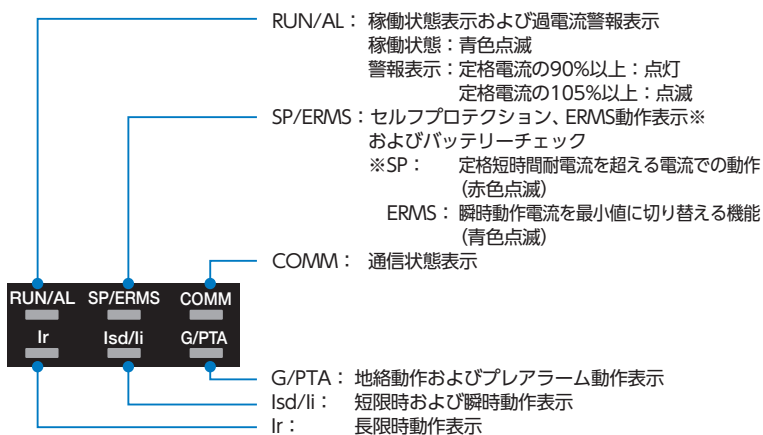 RUN/AL： 稼働状態表示および過電流警報表示
稼働状態：青色点滅
警報表示：定格電流の90%以上：点灯
定格電流の105%以上：点滅
SP/ERMS：セルフプロテクション、ERMS動作表示※
およびバッテリーチェック
※SP： 定格短時間耐電流を超える電流での動作
（赤色点滅）
ERMS： 瞬時動作電流を最小値に切り替える機能
（青色点滅）
COMM： 通信状態表示
RUN/AL SP/ERMS COMM
Ir Isd/Ii G/PTA
G/PTA： 地絡動作およびプレアラーム動作表示
Isd/Ii： 短限時および瞬時動作表示
Ir： 長限時動作表示